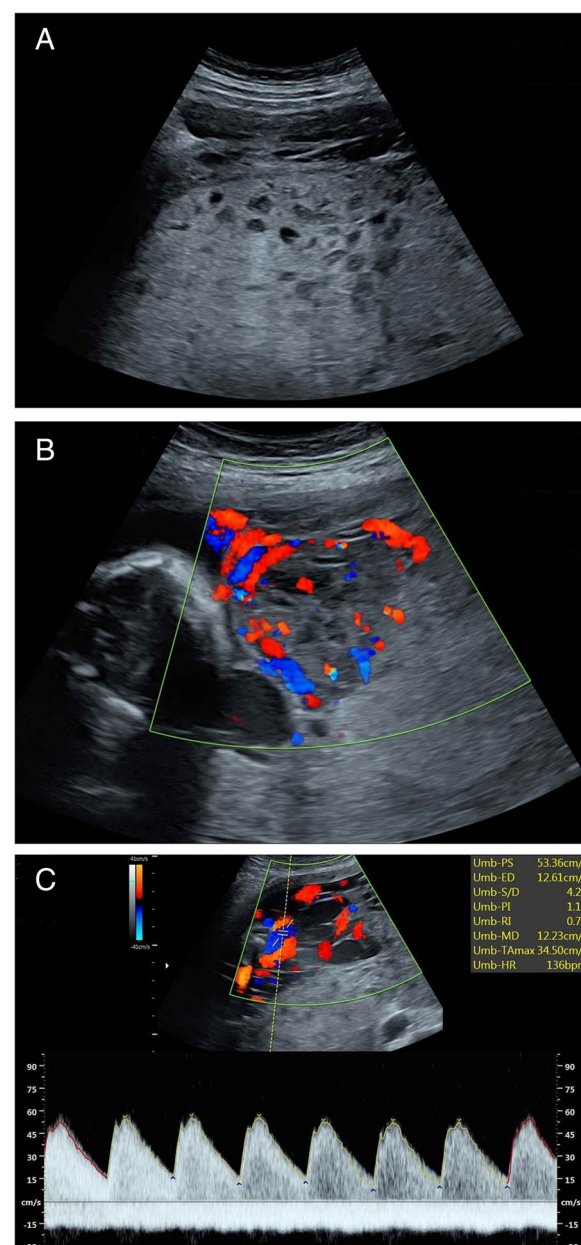 A
B
C
41cm/s
-41cm/s
Umb-PS 53.36cm/
Umb-ED 12.61cm/
Umb-S/D 4.2
Umb-PI 1.1
Umb-RI 0.7
Umb-MD 12.23cm/
Umb-TAmax 34.50cm/
Umb-HR 136bpm
90 90
75 75
60 60
45 45
30 30
15 15
cm/s cm/s
-15 -15